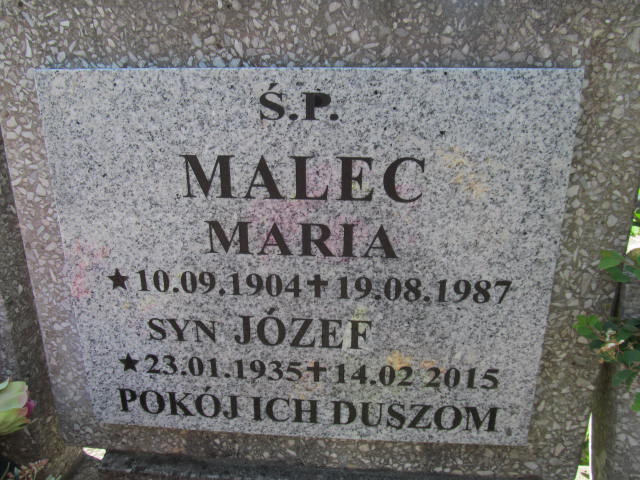 Ś.P.
MALEC
MARIA
★10.09.1904✝19.08.1987
SYN JÓZEF
★23.01.1935✝14.02 2015
POKÓJ ICH DUSZOM